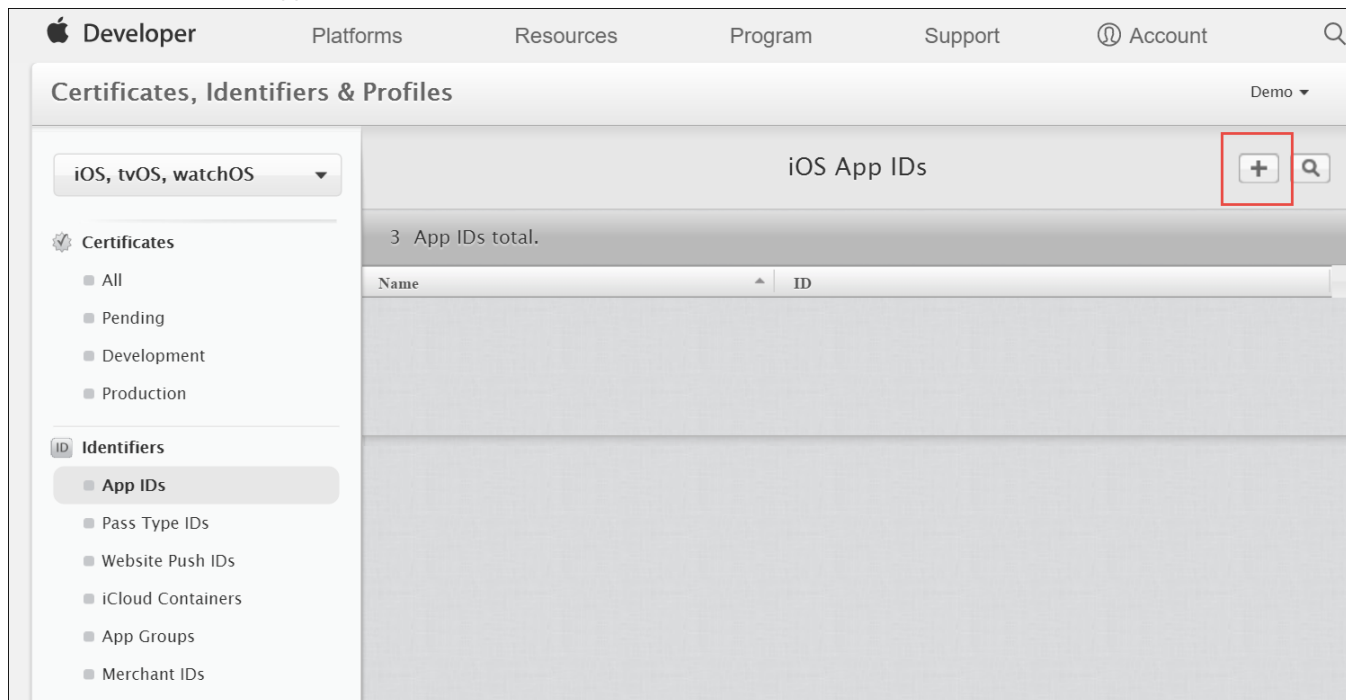 Developer Platforms Resources Program Support Account
Certificates, Identifiers & Profiles Demo
iOS, tvOS, watchOS
iOS App IDs
Certificates
3 App IDs total.
All
Name ID
Pending
Development
Production
ID Identifiers
App IDs
Pass Type IDs
Website Push IDs
iCloud Containers
App Groups
Merchant IDs